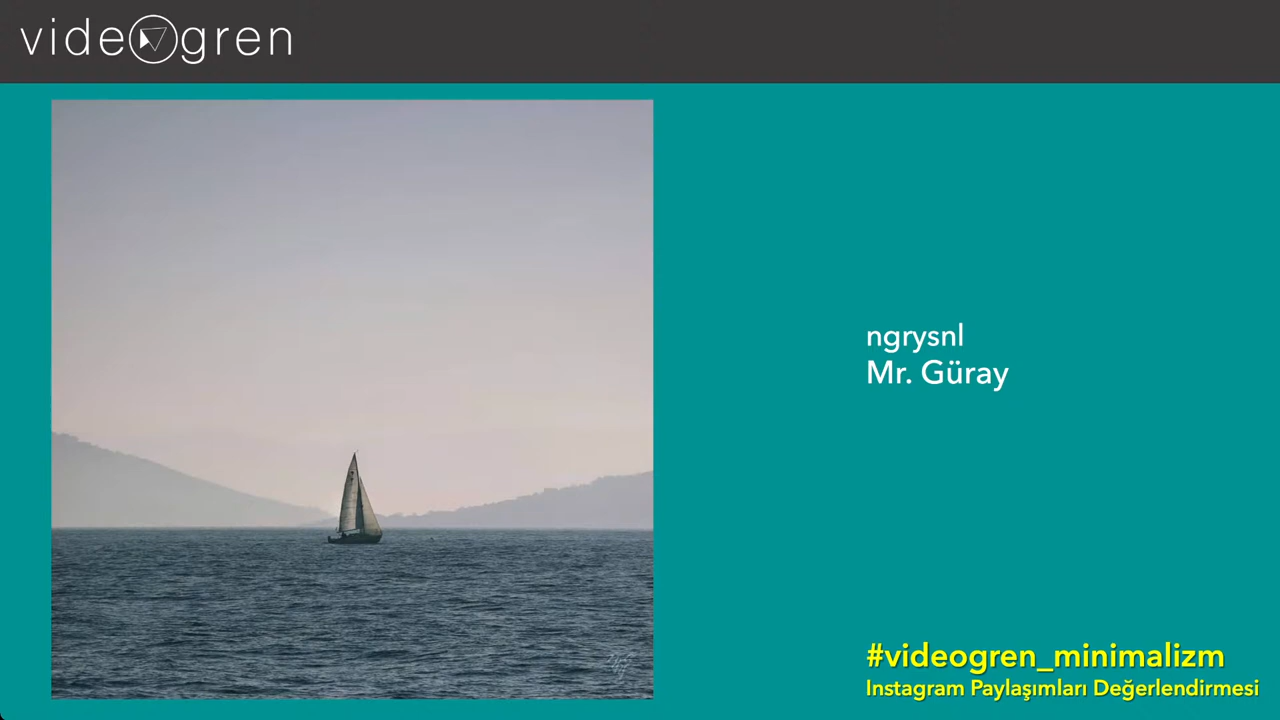 videogren
ngrysnl
Mr. Güray
#videogren_minimalizm
Instagram Paylaşımları Değerlendirmesi